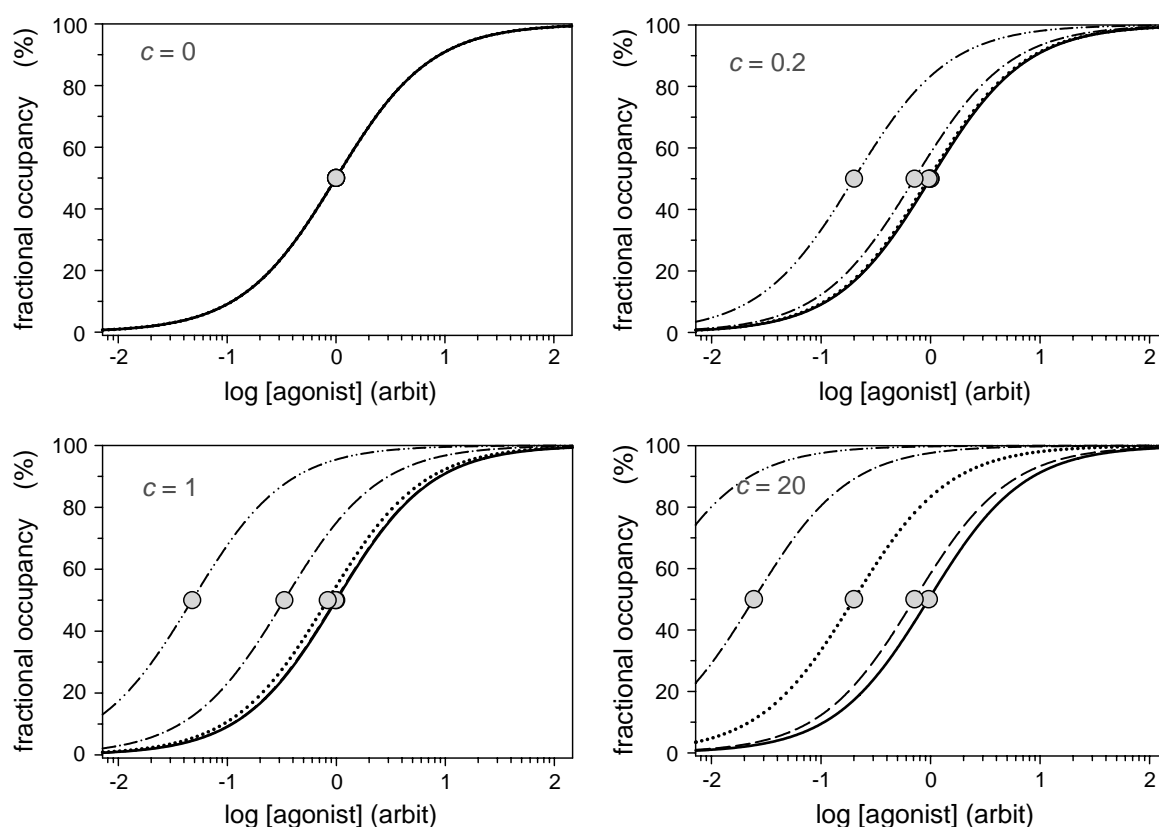 c = 0
fractional occupancy (%)
100
80
60
40
20
0
-2 -1 0 1 2
log [agonist] (arbit)
c = 0.2
fractional occupancy (%)
100
80
60
40
20
0
-2 -1 0 1 2
log [agonist] (arbit)
c = 1
fractional occupancy (%)
100
80
60
40
20
0
-2 -1 0 1 2
log [agonist] (arbit)
c = 20
fractional occupancy (%)
100
80
60
40
20
0
-2 -1 0 1 2
log [agonist] (arbit)